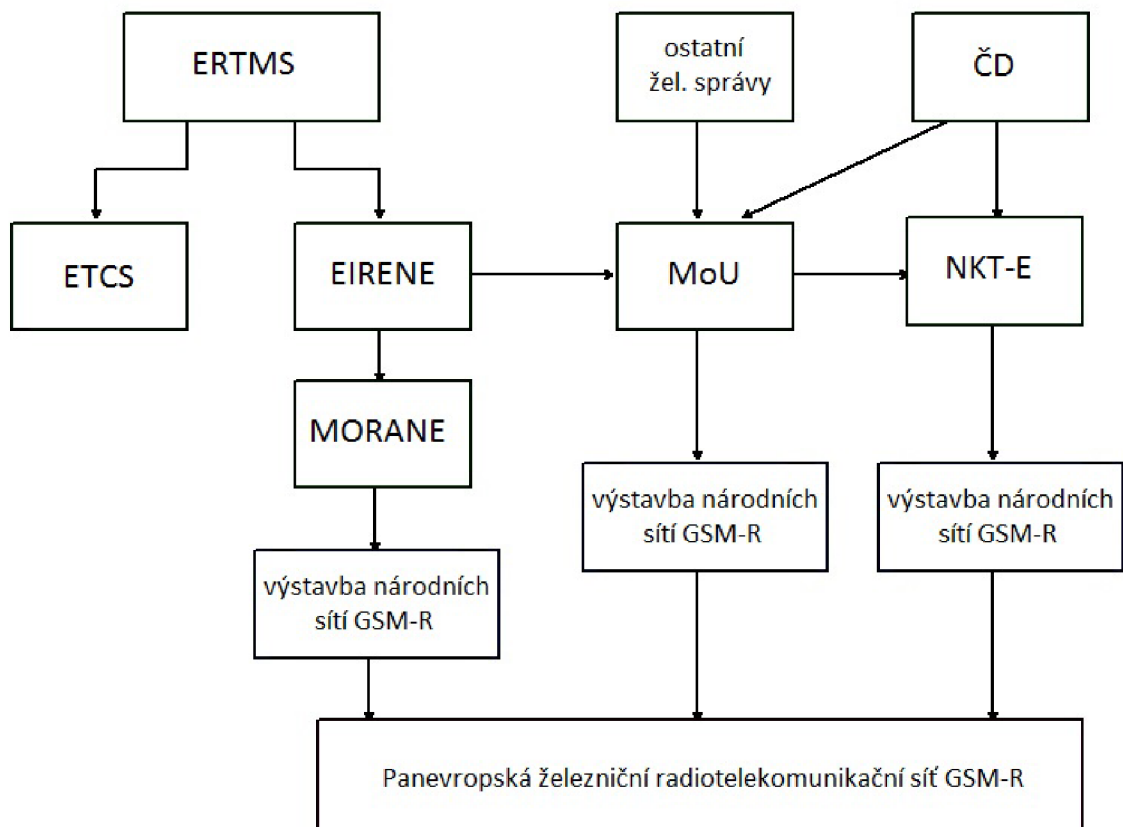 ERTMS
ostatní
žel. správy
ČD
ETCS
EIRENE
MoU
NKT-E
MORANE
výstavba národních
sítí GSM-R
výstavba národních
sítí GSM-R
výstavba národních
sítí GSM-R
Panevropská železniční radiotelekomunikační síť GSM-R